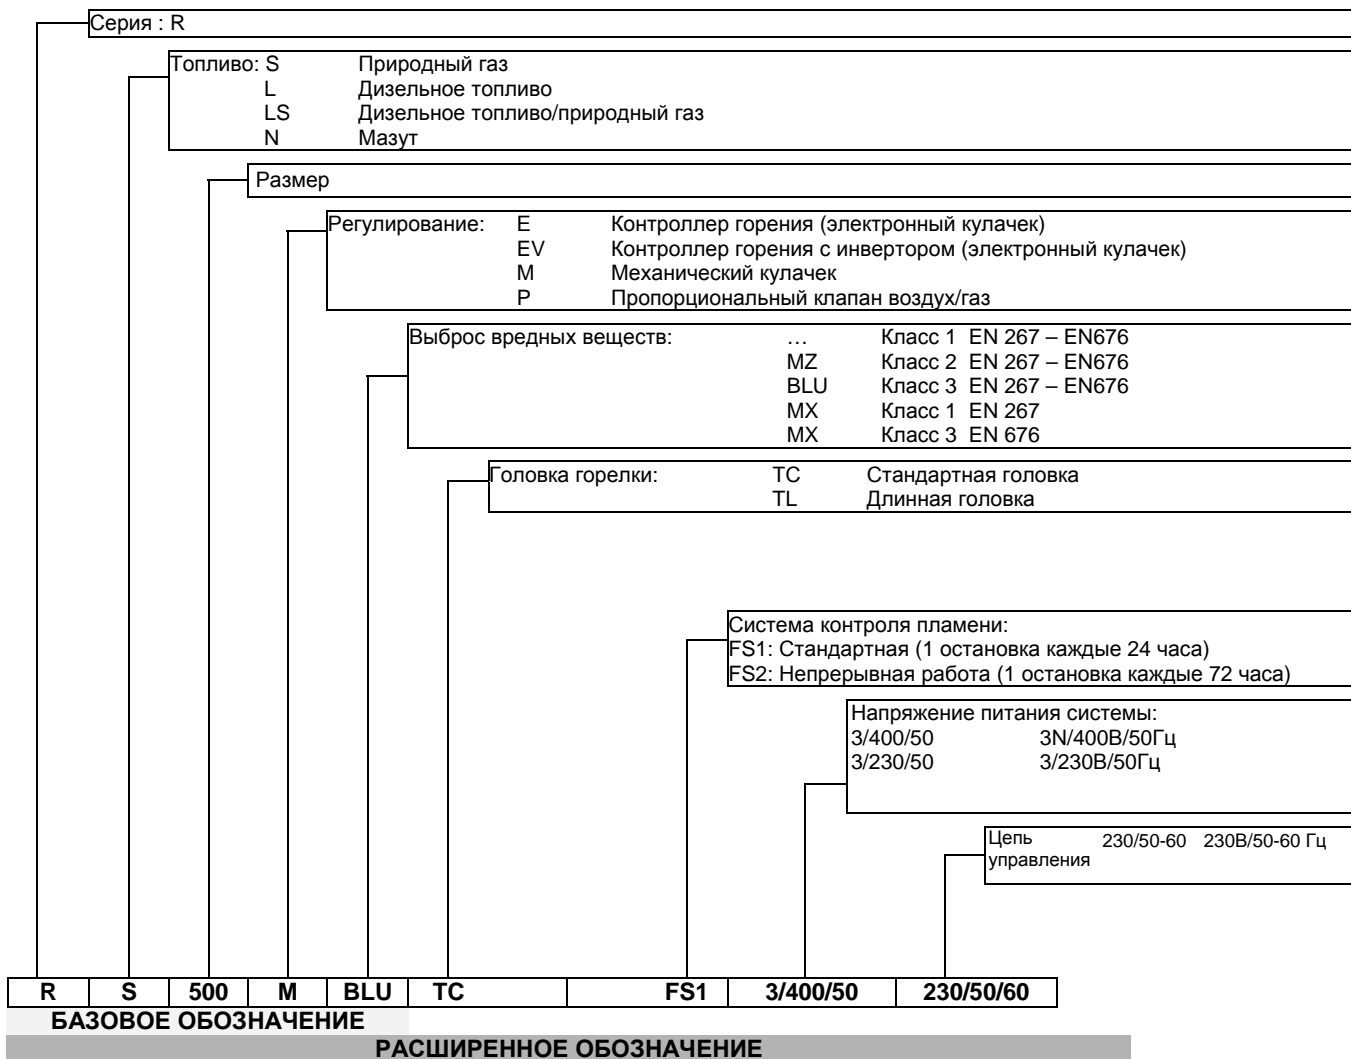 Серия : R
Топливо: S Природный газ
L Дизельное топливо
LS Дизельное топливо/природный газ
N Мазут
Размер
Регулирование: E Контроллер горения (электронный кулачек)
EV Контроллер горения с инвертором (электронный кулачек)
M Механический кулачек
P Пропорциональный клапан воздух/газ
Выброс вредных веществ: … Класс 1 EN 267 – EN676
MZ Класс 2 EN 267 – EN676
BLU Класс 3 EN 267 – EN676
MX Класс 1 EN 267
MX Класс 3 EN 676
Головка горелки: TC Стандартная головка
TL Длинная головка
Система контроля пламени:
FS1: Стандартная (1 остановка каждые 24 часа)
FS2: Непрерывная работа (1 остановка каждые 72 часа)
Напряжение питания системы:
3/400/50 3N/400В/50Гц
3/230/50 3/230В/50Гц
Цепь 230/50-60 230В/50-60 Гц
управления
R S 500 M BLU TC FS1 3/400/50 230/50/60
БАЗОВОЕ ОБОЗНАЧЕНИЕ
РАСШИРЕННОЕ ОБОЗНАЧЕНИЕ